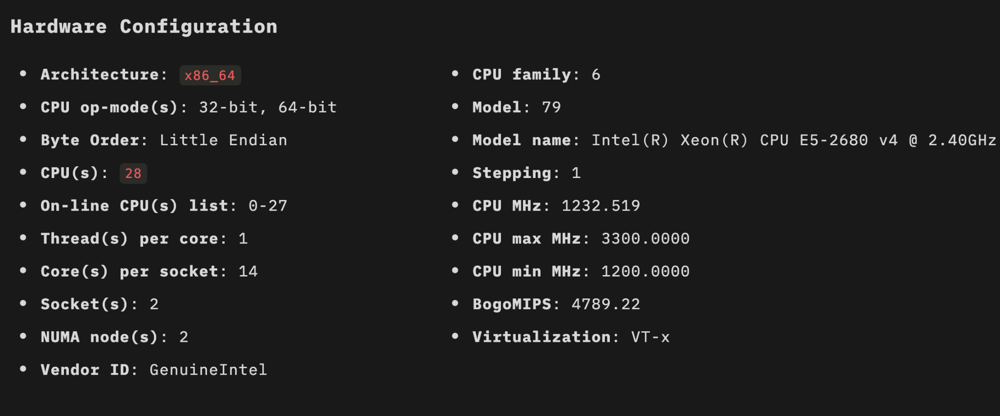 Hardware Configuration
• Architecture: x86_64
• CPU op-mode(s): 32-bit, 64-bit
• Byte Order: Little Endian
• CPU(s): 28
• On-line CPU(s) list: 0-27
• Thread(s) per core: 1
• Core(s) per socket: 14
• Socket(s): 2
• NUMA node(s): 2
• Vendor ID: GenuineIntel
• CPU family: 6
• Model: 79
• Model name: Intel(R) Xeon(R) CPU E5-2680 v4 @ 2.40GHz
• Stepping: 1
• CPU MHz: 1232.519
• CPU max MHz: 3300.0000
• CPU min MHz: 1200.0000
• BogoMIPS: 4789.22
• Virtualization: VT-x